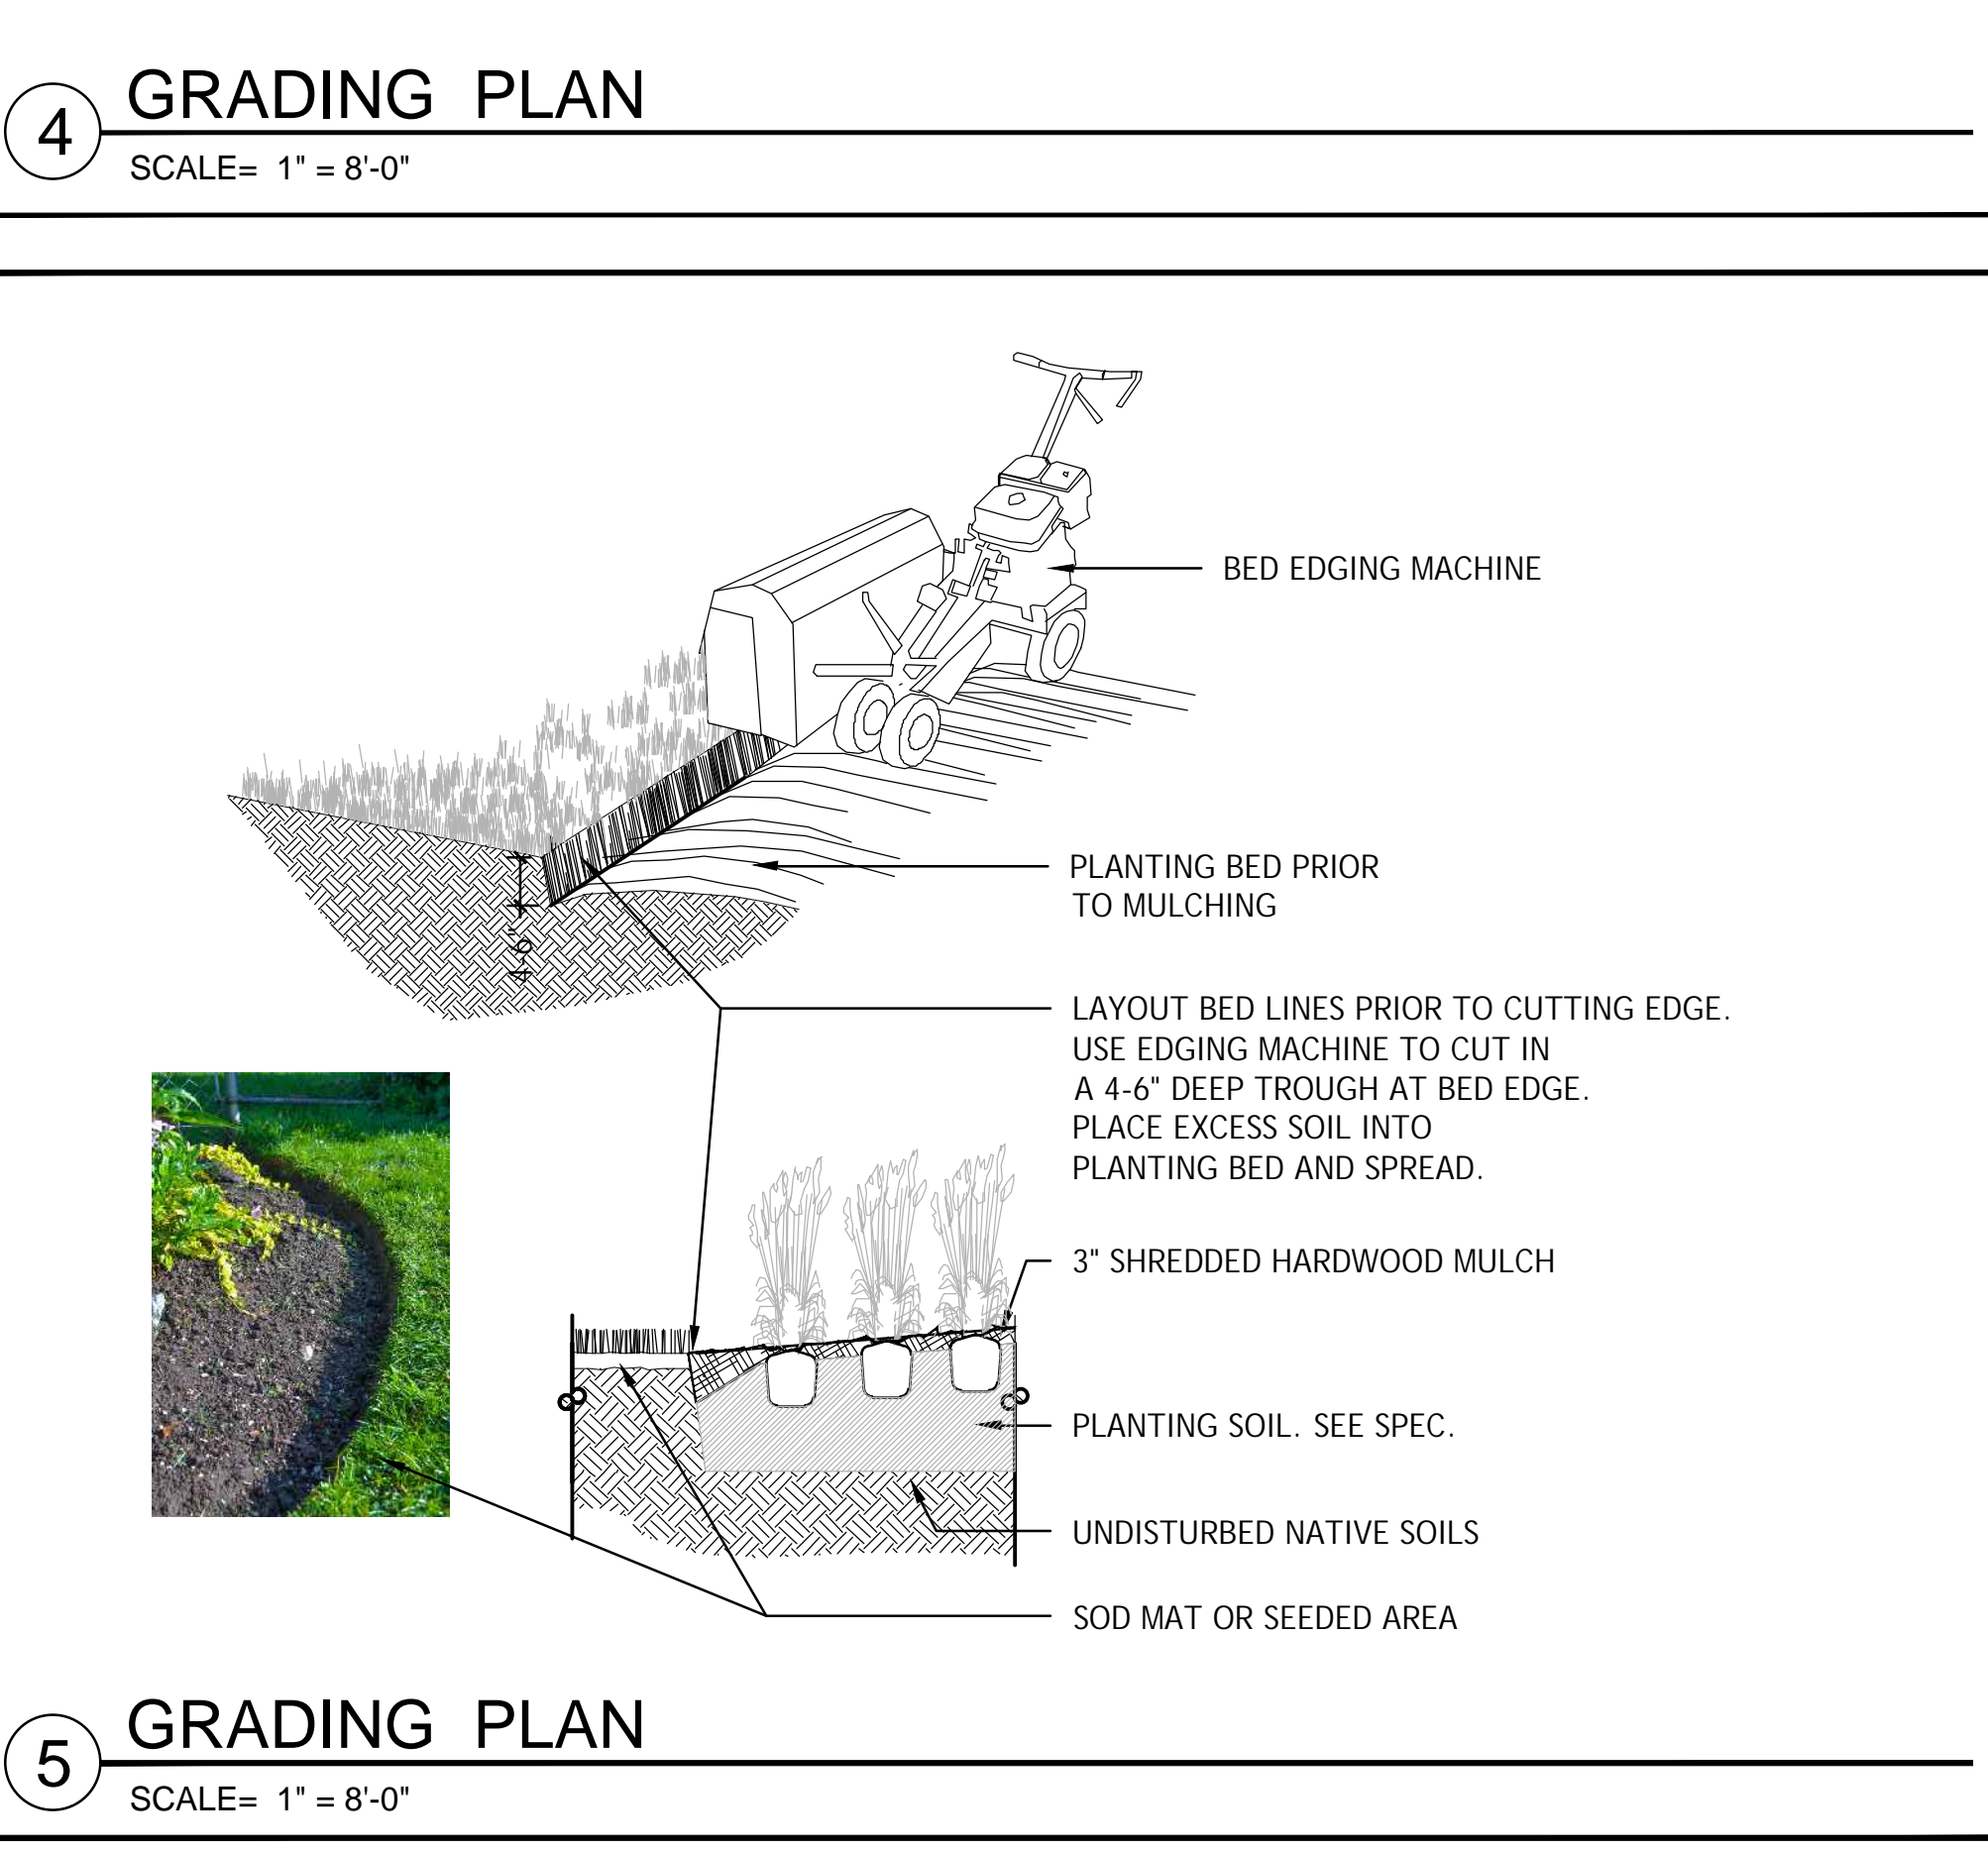 4
GRADING PLAN
SCALE= 1" = 8'-0"
BED EDGING MACHINE
PLANTING BED PRIOR
TO MULCHING
4-6"
LAYOUT BED LINES PRIOR TO CUTTING EDGE.
USE EDGING MACHINE TO CUT IN
A 4-6" DEEP TROUGH AT BED EDGE.
PLACE EXCESS SOIL INTO
PLANTING BED AND SPREAD.
3" SHREDDED HARDWOOD MULCH
PLANTING SOIL. SEE SPEC.
UNDISTURBED NATIVE SOILS
SOD MAT OR SEEDED AREA
5
GRADING PLAN
SCALE= 1" = 8'-0"